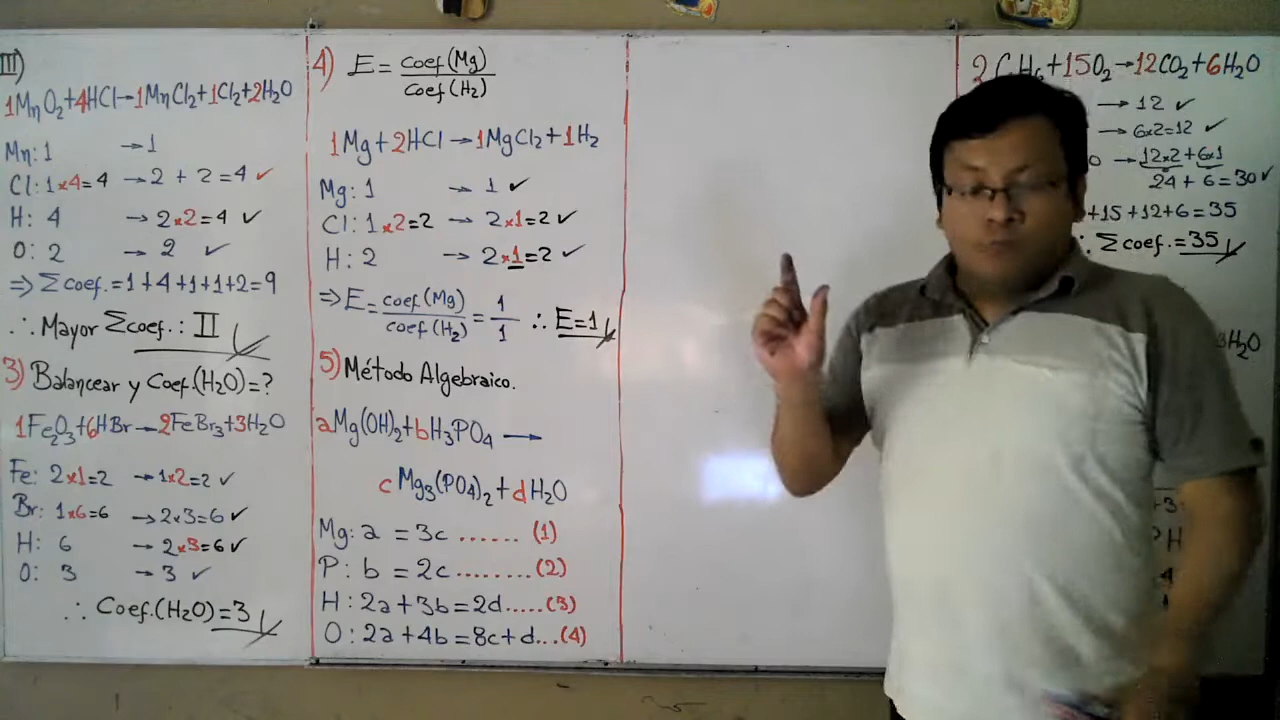 III)
1MnO2+4HCl→1MnCl2+1Cl2+2H2O
Mn: 1 →1
Cl: 1x4=4 →2 + 2=4 ✓
H: 4 →2x2=4 ✓
O: 2 → 2 ✓
⇒ Σcoef.=1+4+1+1+2=9
∴ Mayor Σcoef.: II
3) Balancear y Coef.(H2O)=?
1Fe2O3+6HBr→2FeBr3+3H2O
Fe: 2x1=2 →1x2=2 ✓
Br: 1x6=6 →2x3=6 ✓
H: 6 →2x3=6 ✓
O: 3 →3 ✓
∴ Coef.(H2O)=3
4) E = coef(Mg)
coef(H2)
1Mg+2HCl→1MgCl2+1H2
Mg: 1 → 1 ✓
Cl: 1x2=2 → 2x1=2 ✓
H: 2 → 2x1=2 ✓
⇒ E = coef(Mg) = 1 ∴ E=1
coef(H2) 1
5) Método Algebraico.
aMg(OH)2+bH3PO4 →
cMg3(PO4)2+dH2O
Mg: a = 3c ...... (1)
P: b = 2c ........ (2)
H: 2a+3b=2d ..... (3)
O: 2a+4b=8c+d... (4)
+15O2→12CO2+6H2O
→ 12 ✓
→ 6x2=12 ✓
→ 12x2 + 6x1
24 + 6 = 30 ✓
+15+12+6=35
∴ Σcoef.=35
H2O